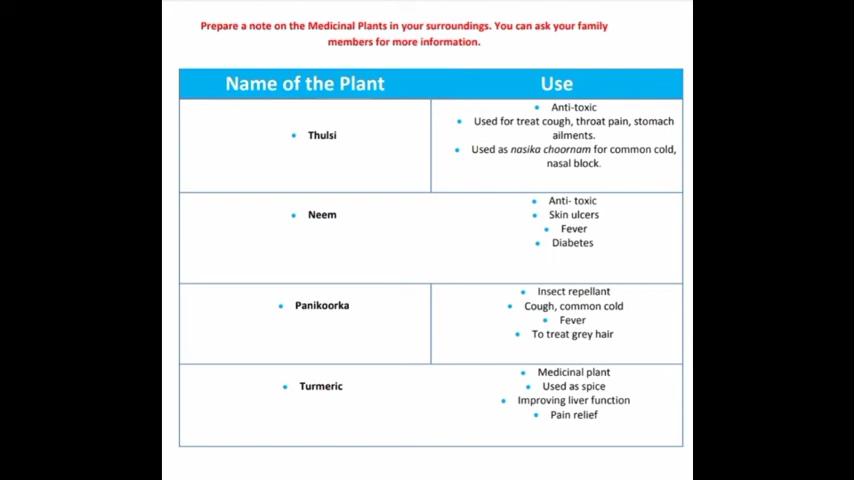 Prepare a note on the Medicinal Plants in your surroundings. You can ask your family
members for more information.
Name of the Plant
Use
• Thulsi
• Anti-toxic
• Used for treat cough, throat pain, stomach
ailments.
• Used as nasika choornam for common cold,
nasal block.
• Neem
• Anti- toxic
• Skin ulcers
• Fever
• Diabetes
• Panikoorka
• Insect repellant
• Cough, common cold
• Fever
• To treat grey hair
• Turmeric
• Medicinal plant
• Used as spice
• Improving liver function
• Pain relief